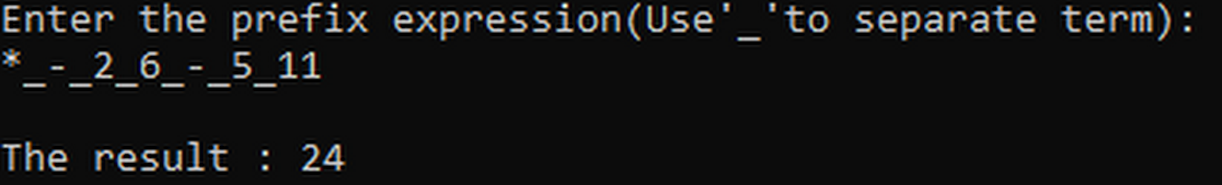 Enter the prefix expression(Use'_'to separate term):
*_-_2_6_-_5_11
The result : 24